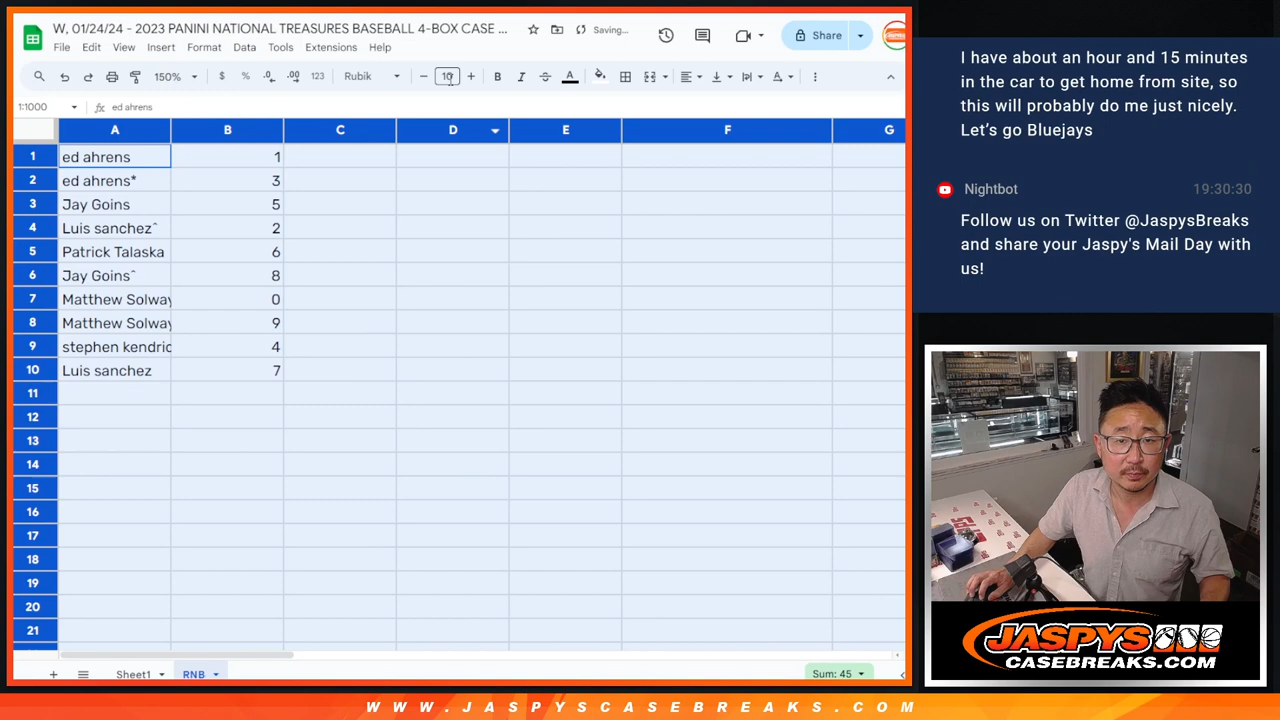 W, 01/24/24 - 2023 PANINI NATIONAL TREASURES BASEBALL 4-BOX CASE ...
Saving...
Share
File Edit View Insert Format Data Tools Extensions Help
150% $ % .0 .00 123 Rubik − 10 + B I A
1:1000 fx ed ahrens
A B C D E F G
1 ed ahrens 1
2 ed ahrens* 3
3 Jay Goins 5
4 Luis sanchez^ 2
5 Patrick Talaska 6
6 Jay Goins^ 8
7 Matthew Solway 0
8 Matthew Solway 9
9 stephen kendric 4
10 Luis sanchez 7
11
12
13
14
15
16
17
18
19
20
21
+ Sheet1 RNB Sum: 45
I have about an hour and 15 minutes
in the car to get home from site, so
this will probably do me just nicely.
Let's go Bluejays
Nightbot 19:30:30
Follow us on Twitter @JaspysBreaks
and share your Jaspy's Mail Day with
us!
JASPYS
CASEBREAKS.COM
WWW.JASPYSCASEBREAKS.COM